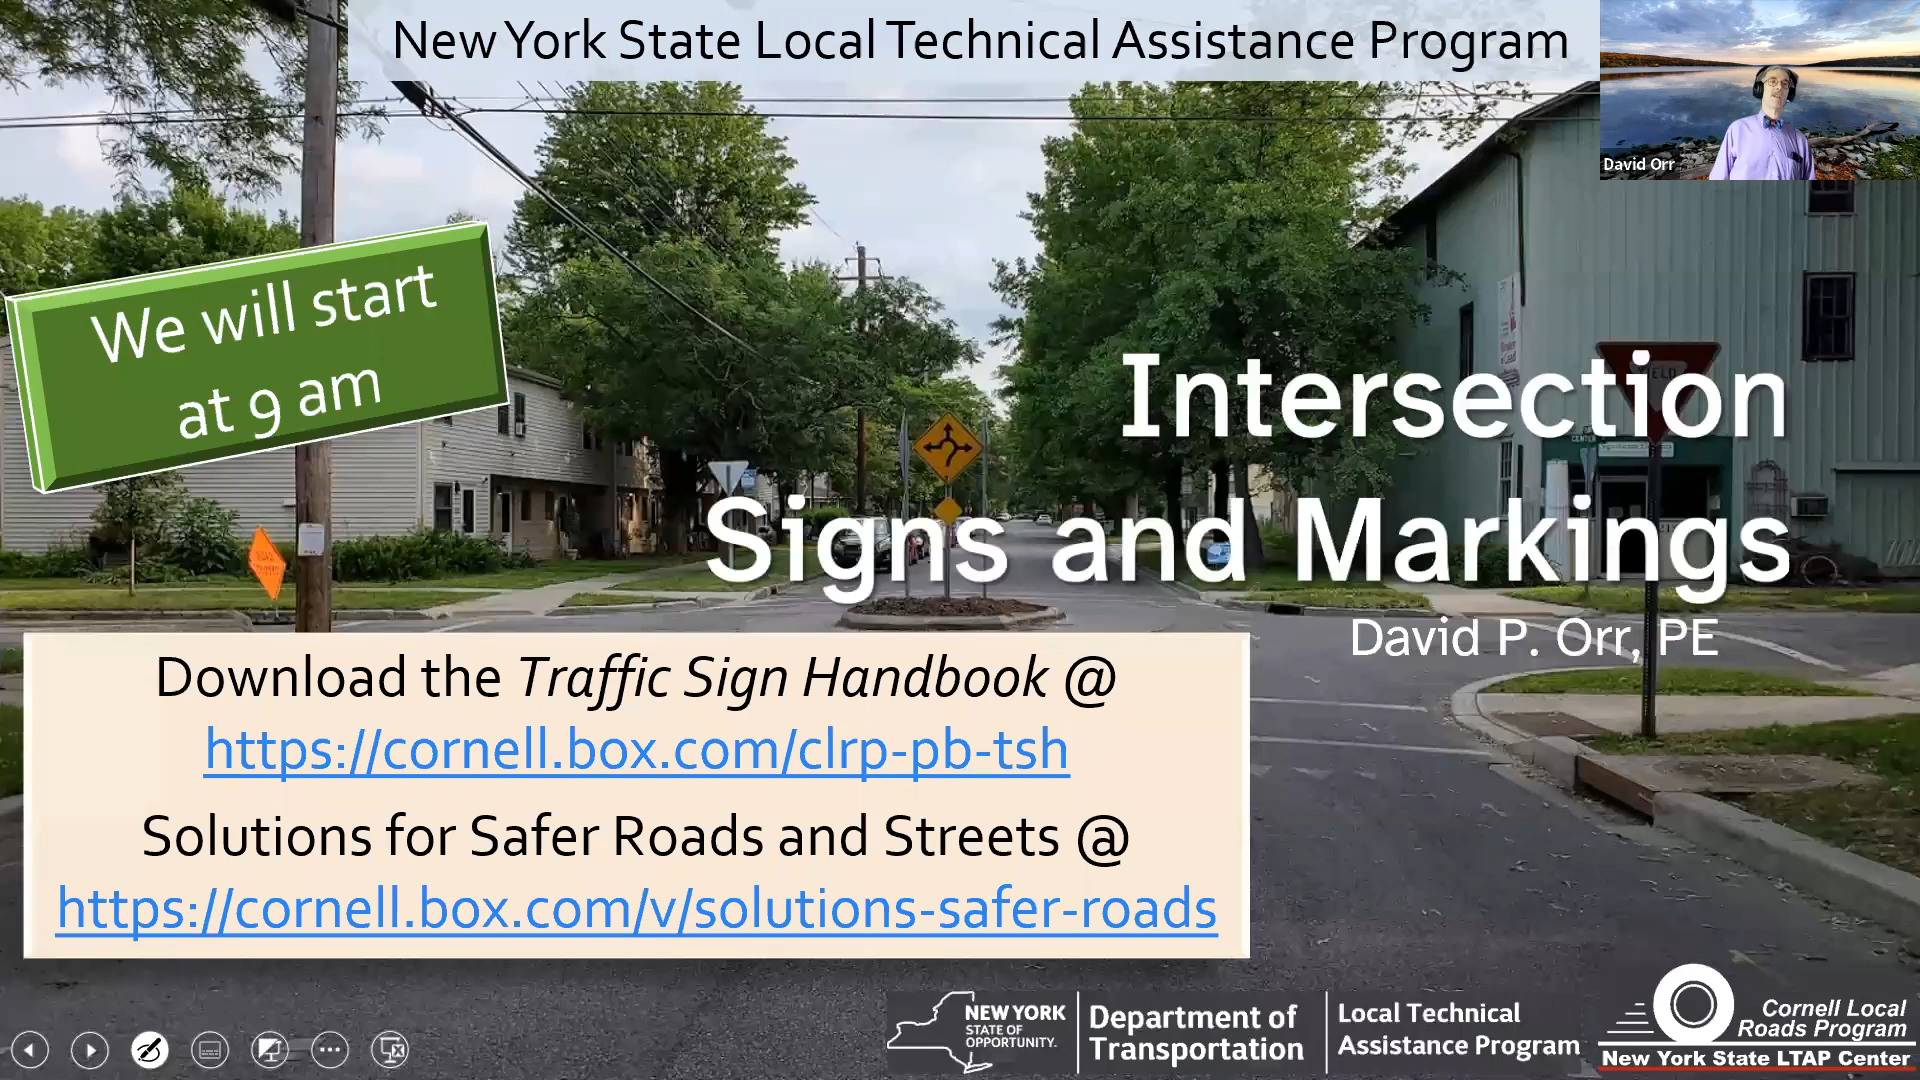 New York State Local Technical Assistance Program
David Orr
We will start
at 9 am
YIELD
Intersection
Signs and Markings
David P. Orr, PE
Download the Traffic Sign Handbook @
https://cornell.box.com/clrp-pb-tsh
Solutions for Safer Roads and Streets @
https://cornell.box.com/v/solutions-safer-roads
NEW YORK
STATE OF
OPPORTUNITY.
Department of
Transportation
Local Technical
Assistance Program
Cornell Local
Roads Program
New York State LTAP Center